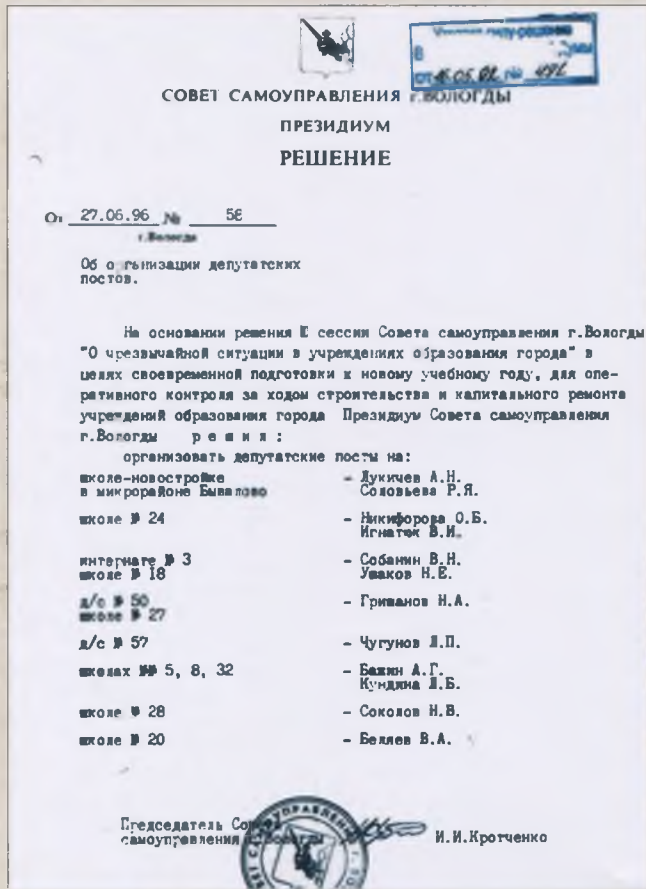 СОВЕТ САМОУПРАВЛЕНИЯ г.ВОЛОГДЫ
ПРЕЗИДИУМ
РЕШЕНИЕ
От 27.06.96 № 58
г.Вологда
Об организации депутатских
постов.
На основании решения сессии Совета самоуправления г.Вологды
"О чрезвычайной ситуации в учреждениях образования города" в
целях своевременной подготовки к новому учебному году, для опе-
ративного контроля за ходом строительства и капитального ремонта
учреждений образования города Президиум Совета самоуправления
г.Вологды р е ш и л :
организовать депутатские посты на:
школе-новостройке
в микрорайоне Бывалово
- Лукичев А.Н.
Соловьева Р.Я.
школе № 24
- Никифорова О.Б.
Игнатюк В.И.
интернате № 3
школе № 18
- Собанин В.Н.
Ушаков Н.Е.
д/с № 50
школе № 27
- Гришанов Н.А.
д/с № 57
- Чугунов Л.П.
школах №№ 5, 8, 32
- Бажин А.Г.
Кундина Л.Б.
школе № 28
- Соколов Н.В.
школе № 20
- Беляев В.А.
Председатель Совета
самоуправления г.Вологды
И.И.Кротченко